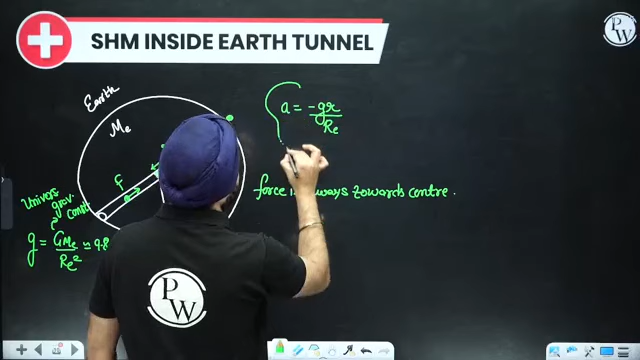 SHM INSIDE EARTH TUNNEL
PW
Earth
Me
a = -gx/Re
F
force always towards centre.
Univers
grav.
const
g = GMe/Re² ≈ 9.8
PW